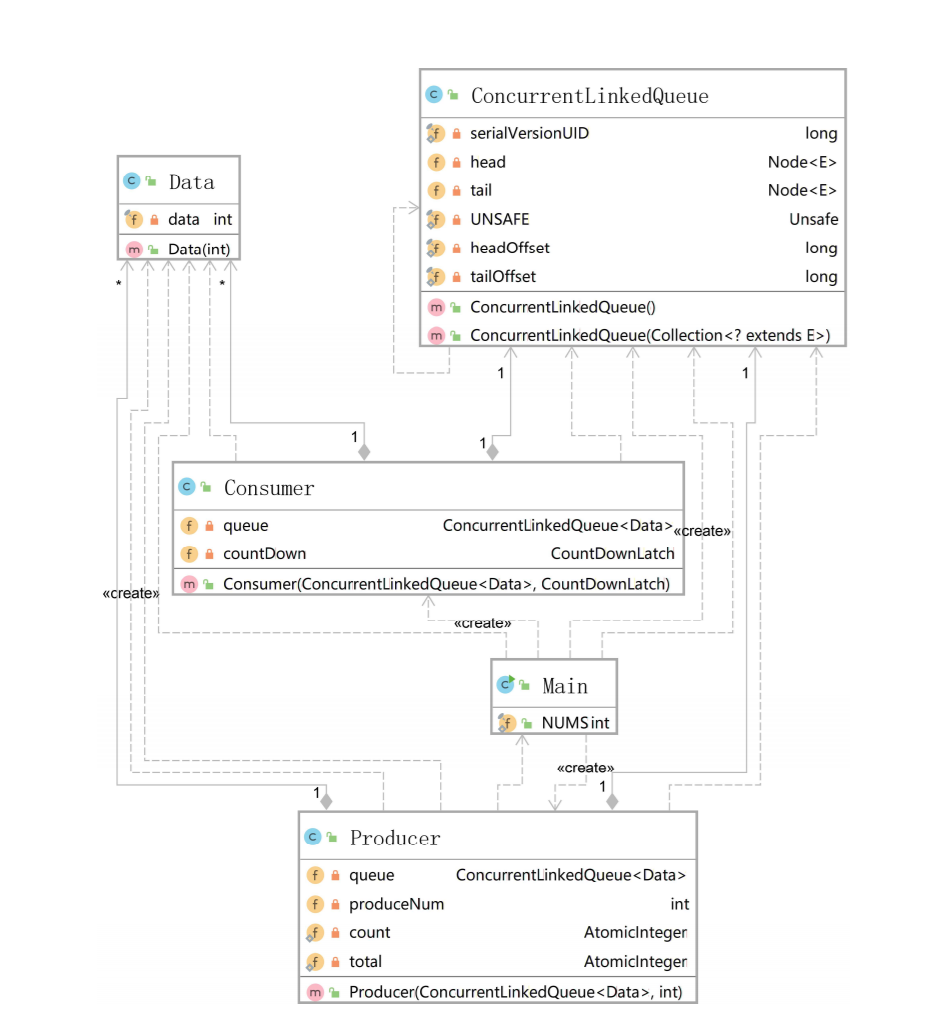 ConcurrentLinkedQueue
serialVersionUID long
head Node<E>
tail Node<E>
UNSAFE Unsafe
headOffset long
tailOffset long
ConcurrentLinkedQueue()
ConcurrentLinkedQueue(Collection<? extends E>)
Data
data int
Data(int)
*
*
1
1
1
1
Consumer
queue ConcurrentLinkedQueue<Data>
countDown CountDownLatch
Consumer(ConcurrentLinkedQueue<Data>, CountDownLatch)
«create»
«create»
«create»
Main
NUMS int
«create»
1
1
Producer
queue ConcurrentLinkedQueue<Data>
produceNum int
count AtomicInteger
total AtomicInteger
Producer(ConcurrentLinkedQueue<Data>, int)